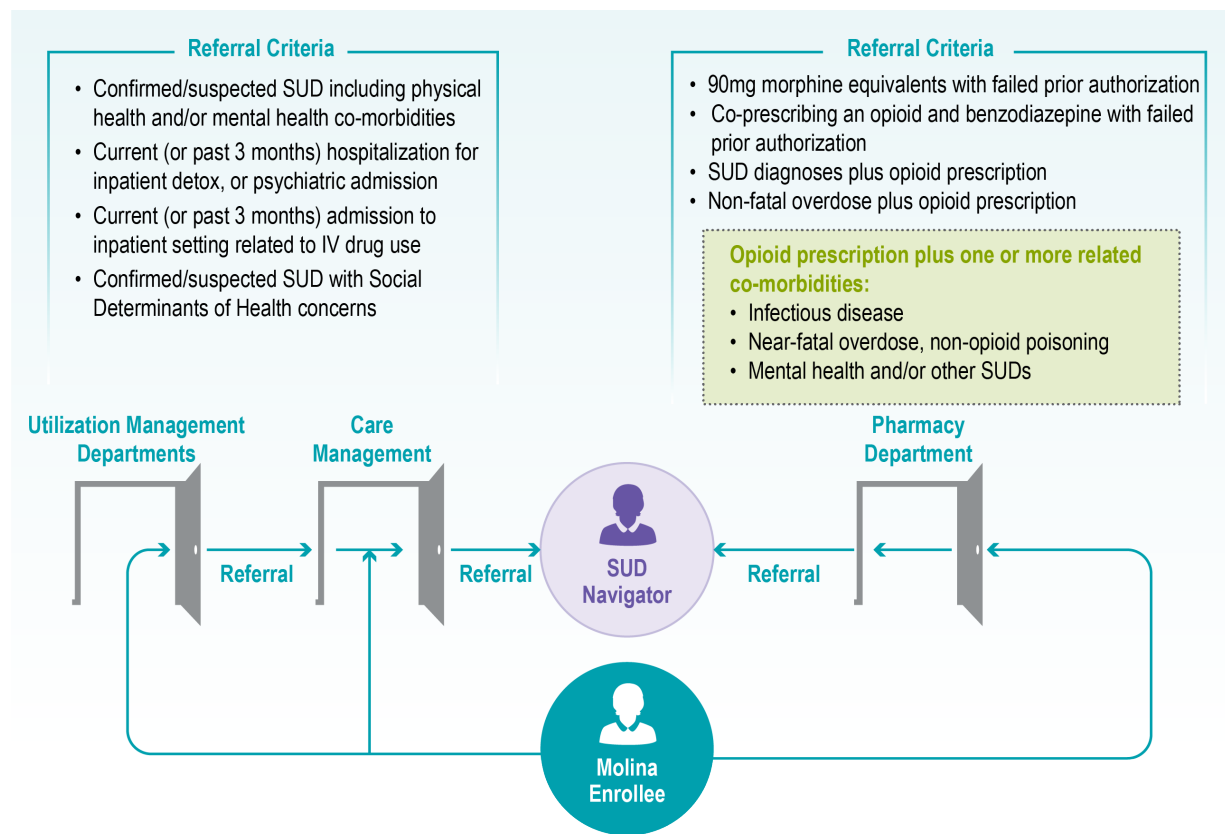 Referral Criteria
• Confirmed/suspected SUD including physical
health and/or mental health co-morbidities
• Current (or past 3 months) hospitalization for
inpatient detox, or psychiatric admission
• Current (or past 3 months) admission to
inpatient setting related to IV drug use
• Confirmed/suspected SUD with Social
Determinants of Health concerns
Referral Criteria
• 90mg morphine equivalents with failed prior authorization
• Co-prescribing an opioid and benzodiazepine with failed
prior authorization
• SUD diagnoses plus opioid prescription
• Non-fatal overdose plus opioid prescription
Opioid prescription plus one or more related
co-morbidities:
• Infectious disease
• Near-fatal overdose, non-opioid poisoning
• Mental health and/or other SUDs
Utilization Management
Departments
Care
Management
Pharmacy
Department
Referral
Referral
SUD
Navigator
Referral
Molina
Enrollee